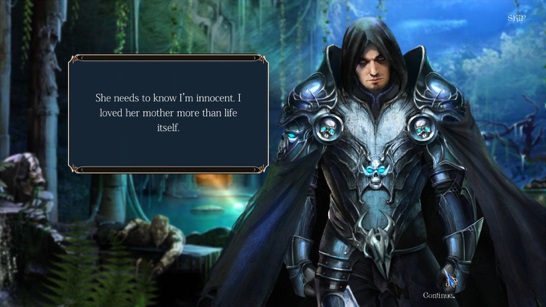 SKIP
She needs to know I'm innocent. I
loved her mother more than life
itself.
Continue...